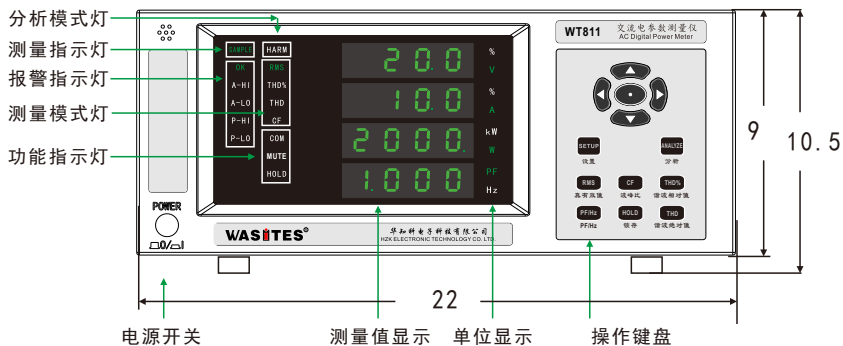 分析模式灯
测量指示灯
报警指示灯
测量模式灯
功能指示灯
SAMPLE
HARM
OK
A-HI
A-LO
P-HI
P-LO
RMS
THD%
THD
CF
COM
MUTE
HOLD
20.0
% V
10.0
% A
2000.
kW W
1.000
PF Hz
WT811
交流电参数测量仪
AC Digital Power Meter
SETUP
设置
ANALYZE
分析
RMS
真有效值
CF
波峰比
THD%
谐波相对值
PF/Hz
PF/Hz
HOLD
锁存
THD
谐波绝对值
POWER
0/
WASITES®
华知科电子科技有限公司
HZK ELECTRONIC TECHNOLOGY CO. LTD.
9
10.5
22
电源开关
测量值显示
单位显示
操作键盘